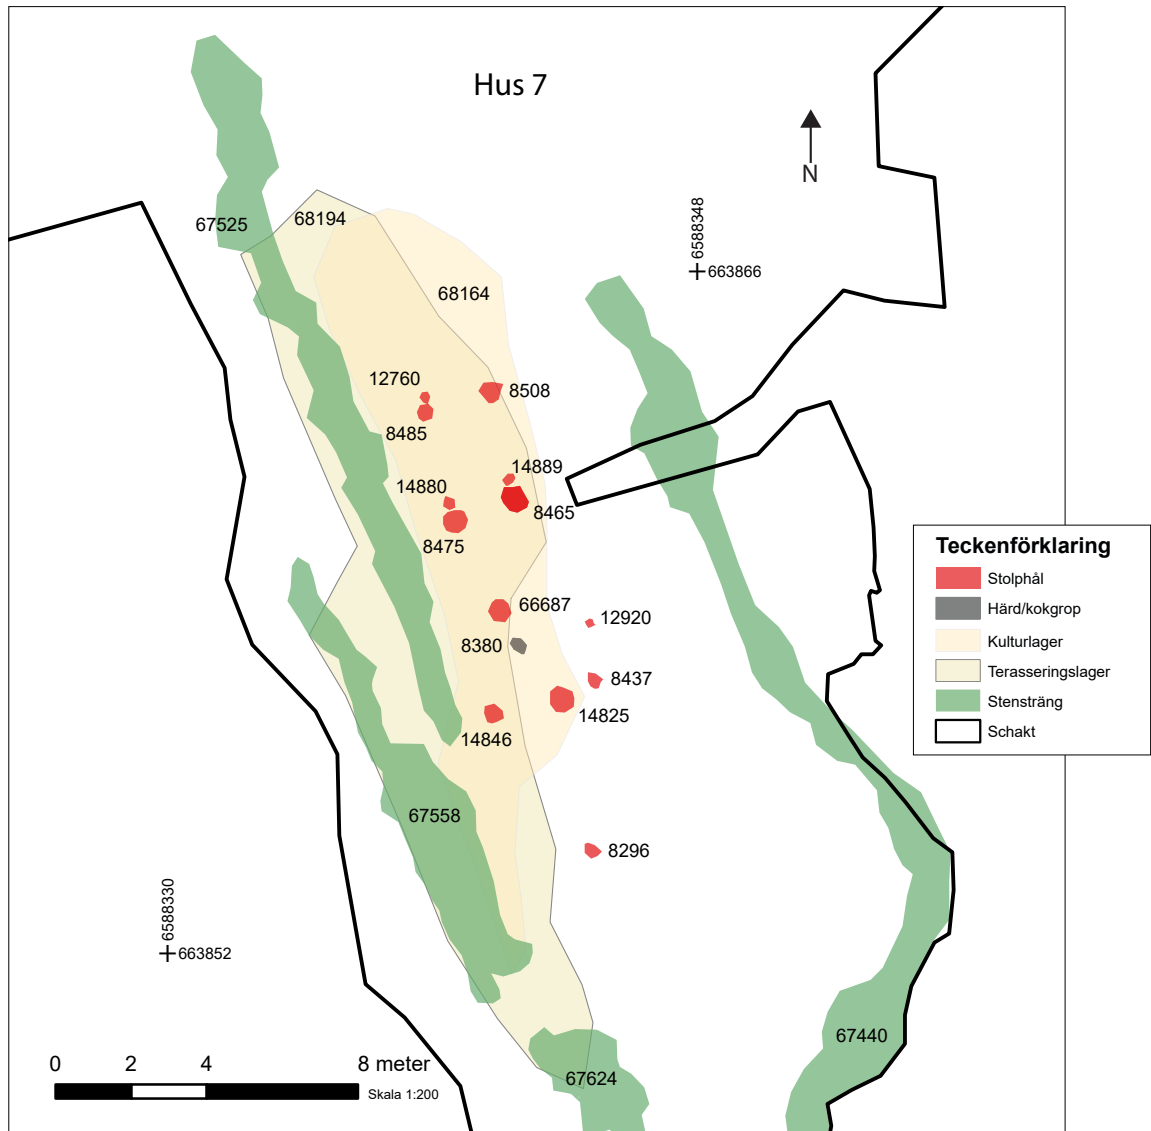 Hus 7
N
67525
68194
68164
6588348
663866
12760
8508
8485
14889
14880
8465
8475
66687
12920
8380
8437
14825
14846
67558
8296
6588330
663852
67440
67624
Teckenförklaring
Stolphål
Härd/kokgrop
Kulturlager
Terasseringslager
Stensträng
Schakt
0 2 4 8 meter
Skala 1:200